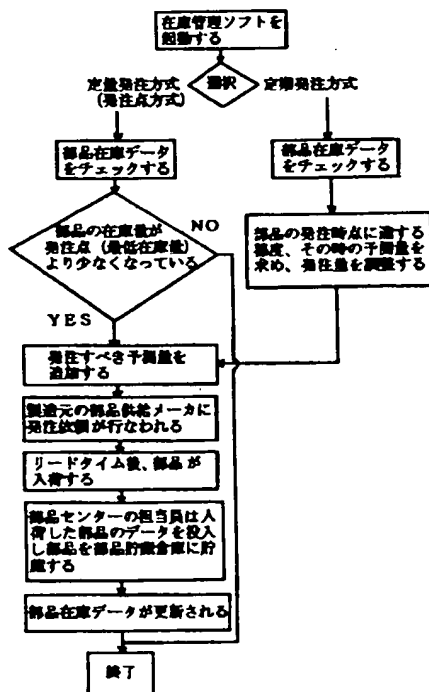 在庫管理ソフトを
起動する
選択
定量発注方式
(発注点方式)
定期発注方式
部品在庫データ
をチェックする
部品在庫データ
をチェックする
部品の在庫量が
発注点(最低在庫量)
より少なくなっている
NO
YES
部品の発注時点に達する
都度、その時の予測量を
求め、発注量を調整する
発注すべき予測量を
追加する
製造元の部品供給メーカに
発注依頼が行なわれる
リードタイム後、部品が
入荷する
部品センターの担当員は入
荷した部品のデータを投入
し部品を部品貯蔵倉庫に貯
蔵する
部品在庫データが更新される
終了